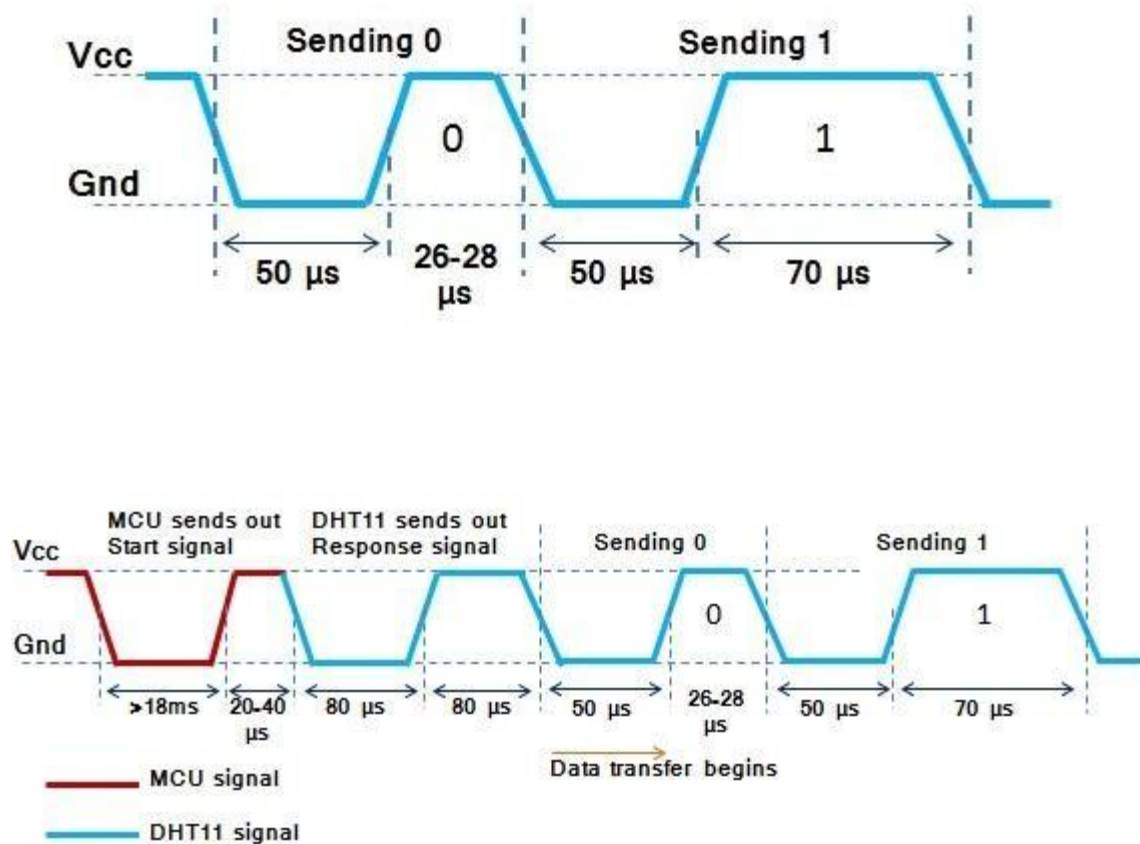 Sending 0
Sending 1
Vcc
0
1
Gnd
50 µs
26-28
µs
50 µs
70 µs
MCU sends out
Start signal
DHT11 sends out
Response signal
Sending 0
Sending 1
Vcc
0
1
Gnd
>18ms
20-40
µs
80 µs
80 µs
50 µs
26-28
µs
50 µs
70 µs
Data transfer begins
MCU signal
DHT11 signal